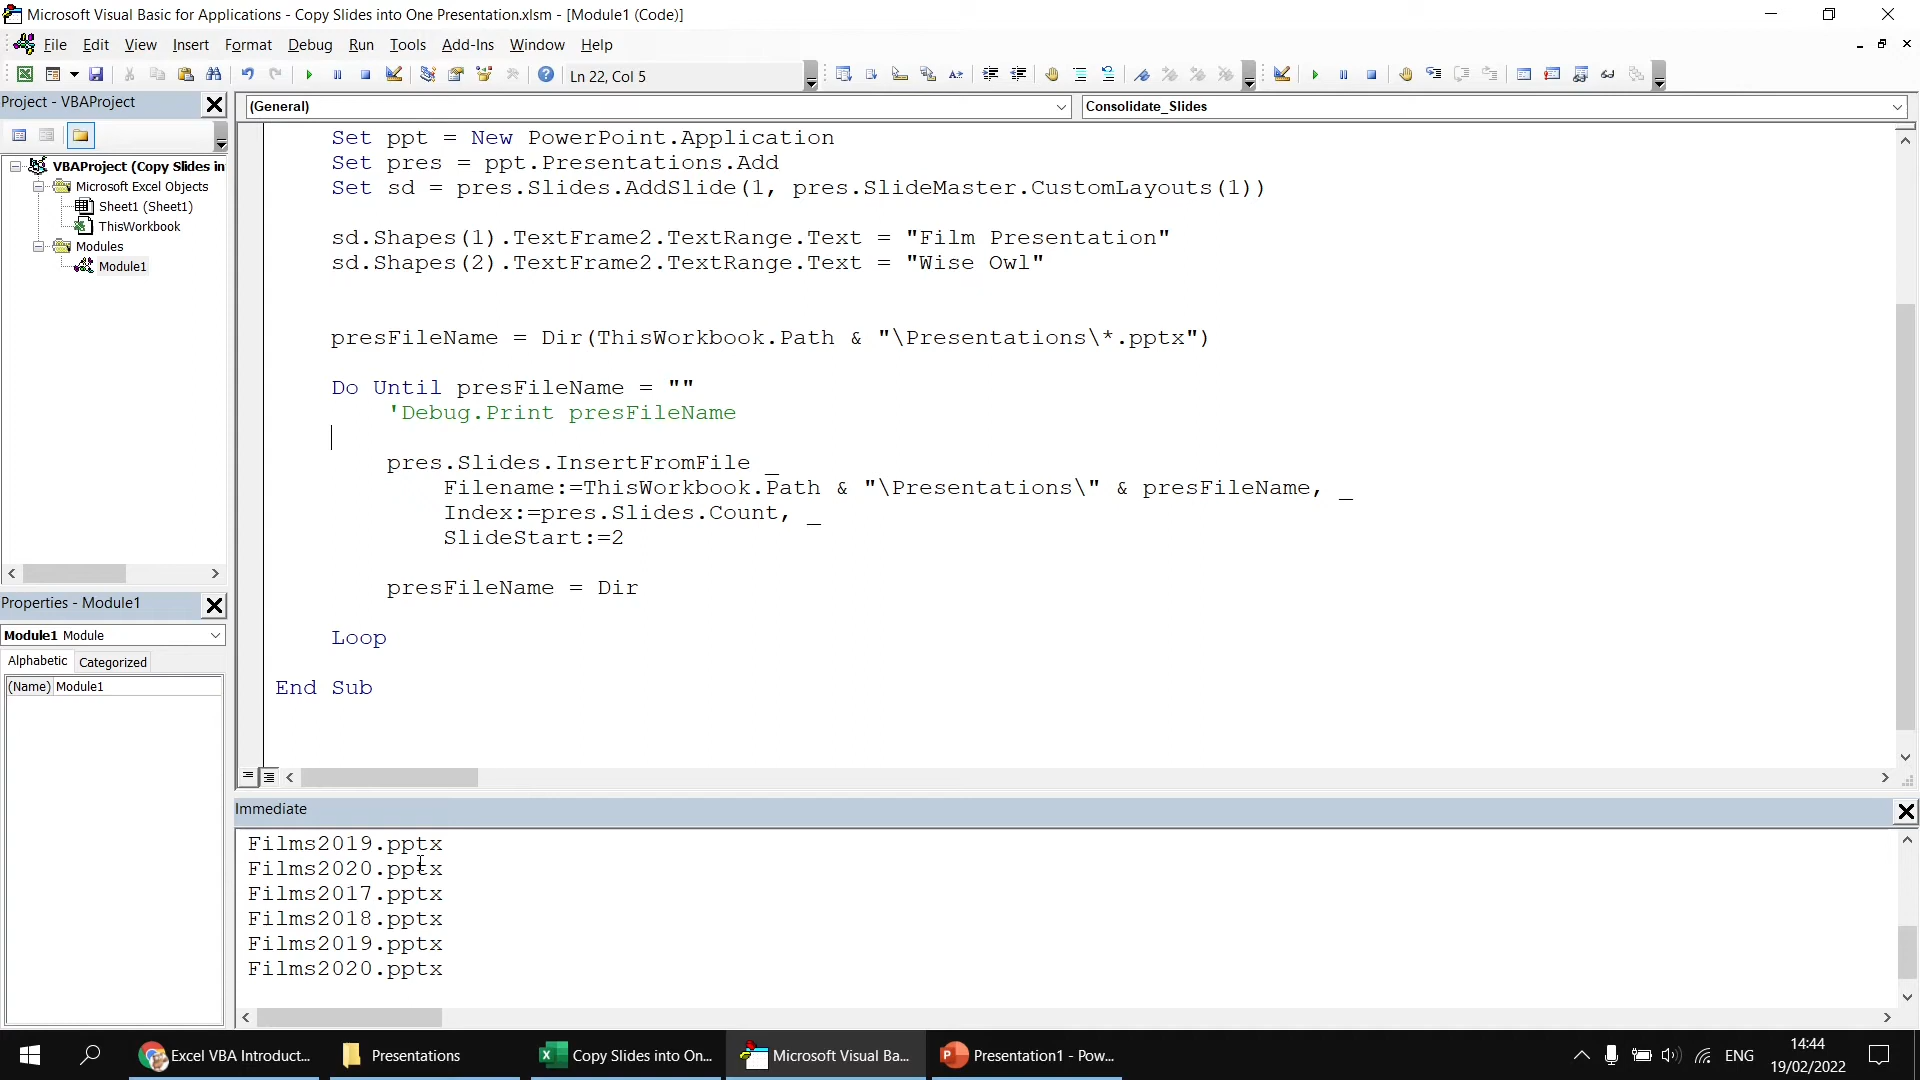 Microsoft Visual Basic for Applications - Copy Slides into One Presentation.xlsm - [Module1 (Code)]
File Edit View Insert Format Debug Run Tools Add-Ins Window Help
Ln 22, Col 5
Project - VBAProject
(General)
Consolidate_Slides
VBAProject (Copy Slides in
Microsoft Excel Objects
Sheet1 (Sheet1)
ThisWorkbook
Modules
Module1
Set ppt = New PowerPoint.Application
Set pres = ppt.Presentations.Add
Set sd = pres.Slides.AddSlide(1, pres.SlideMaster.CustomLayouts(1))
sd.Shapes(1).TextFrame2.TextRange.Text = "Film Presentation"
sd.Shapes(2).TextFrame2.TextRange.Text = "Wise Owl"
presFileName = Dir(ThisWorkbook.Path & "\Presentations\*.pptx")
Do Until presFileName = ""
'Debug.Print presFileName
pres.Slides.InsertFromFile _
Filename:=ThisWorkbook.Path & "\Presentations\" & presFileName, _
Index:=pres.Slides.Count, _
SlideStart:=2
presFileName = Dir
Loop
End Sub
Properties - Module1
Module1 Module
Alphabetic Categorized
(Name) Module1
Immediate
Films2019.pptx
Films2020.pptx
Films2017.pptx
Films2018.pptx
Films2019.pptx
Films2020.pptx
Excel VBA Introduct...
Presentations
Copy Slides into On...
Microsoft Visual Ba...
Presentation1 - Pow...
ENG
14:44
19/02/2022